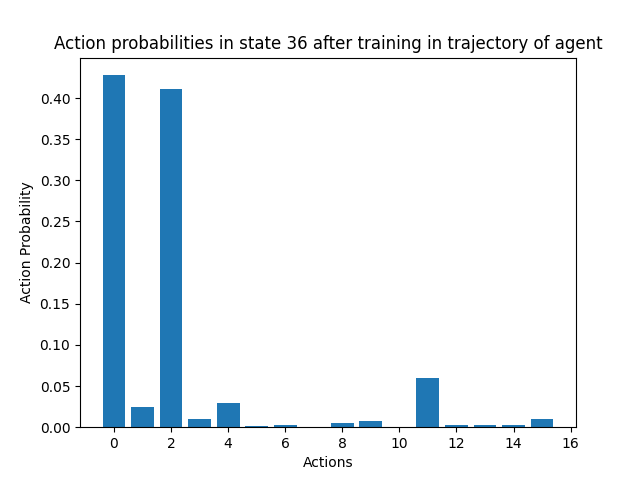 Action probabilities in state 36 after training in trajectory of agent
0.40
0.35
0.30
0.25
0.20
0.15
0.10
0.05
0.00
Action Probability
0 2 4 6 8 10 12 14 16
Actions